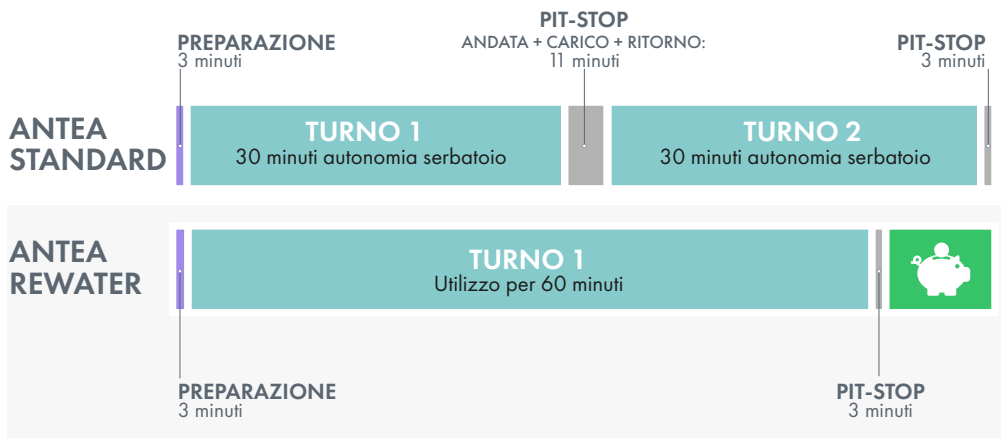 PREPARAZIONE
3 minuti
PIT-STOP
ANDATA + CARICO + RITORNO:
11 minuti
PIT-STOP
3 minuti
ANTEA
STANDARD
TURNO 1
30 minuti autonomia serbatoio
TURNO 2
30 minuti autonomia serbatoio
ANTEA
REWATER
TURNO 1
Utilizzo per 60 minuti
PREPARAZIONE
3 minuti
PIT-STOP
3 minuti